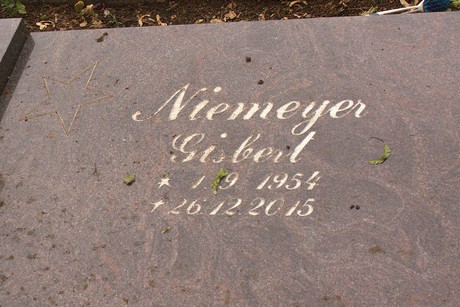 Niemeyer
Gisbert
* 1.9 1954
+ 26.12.2015